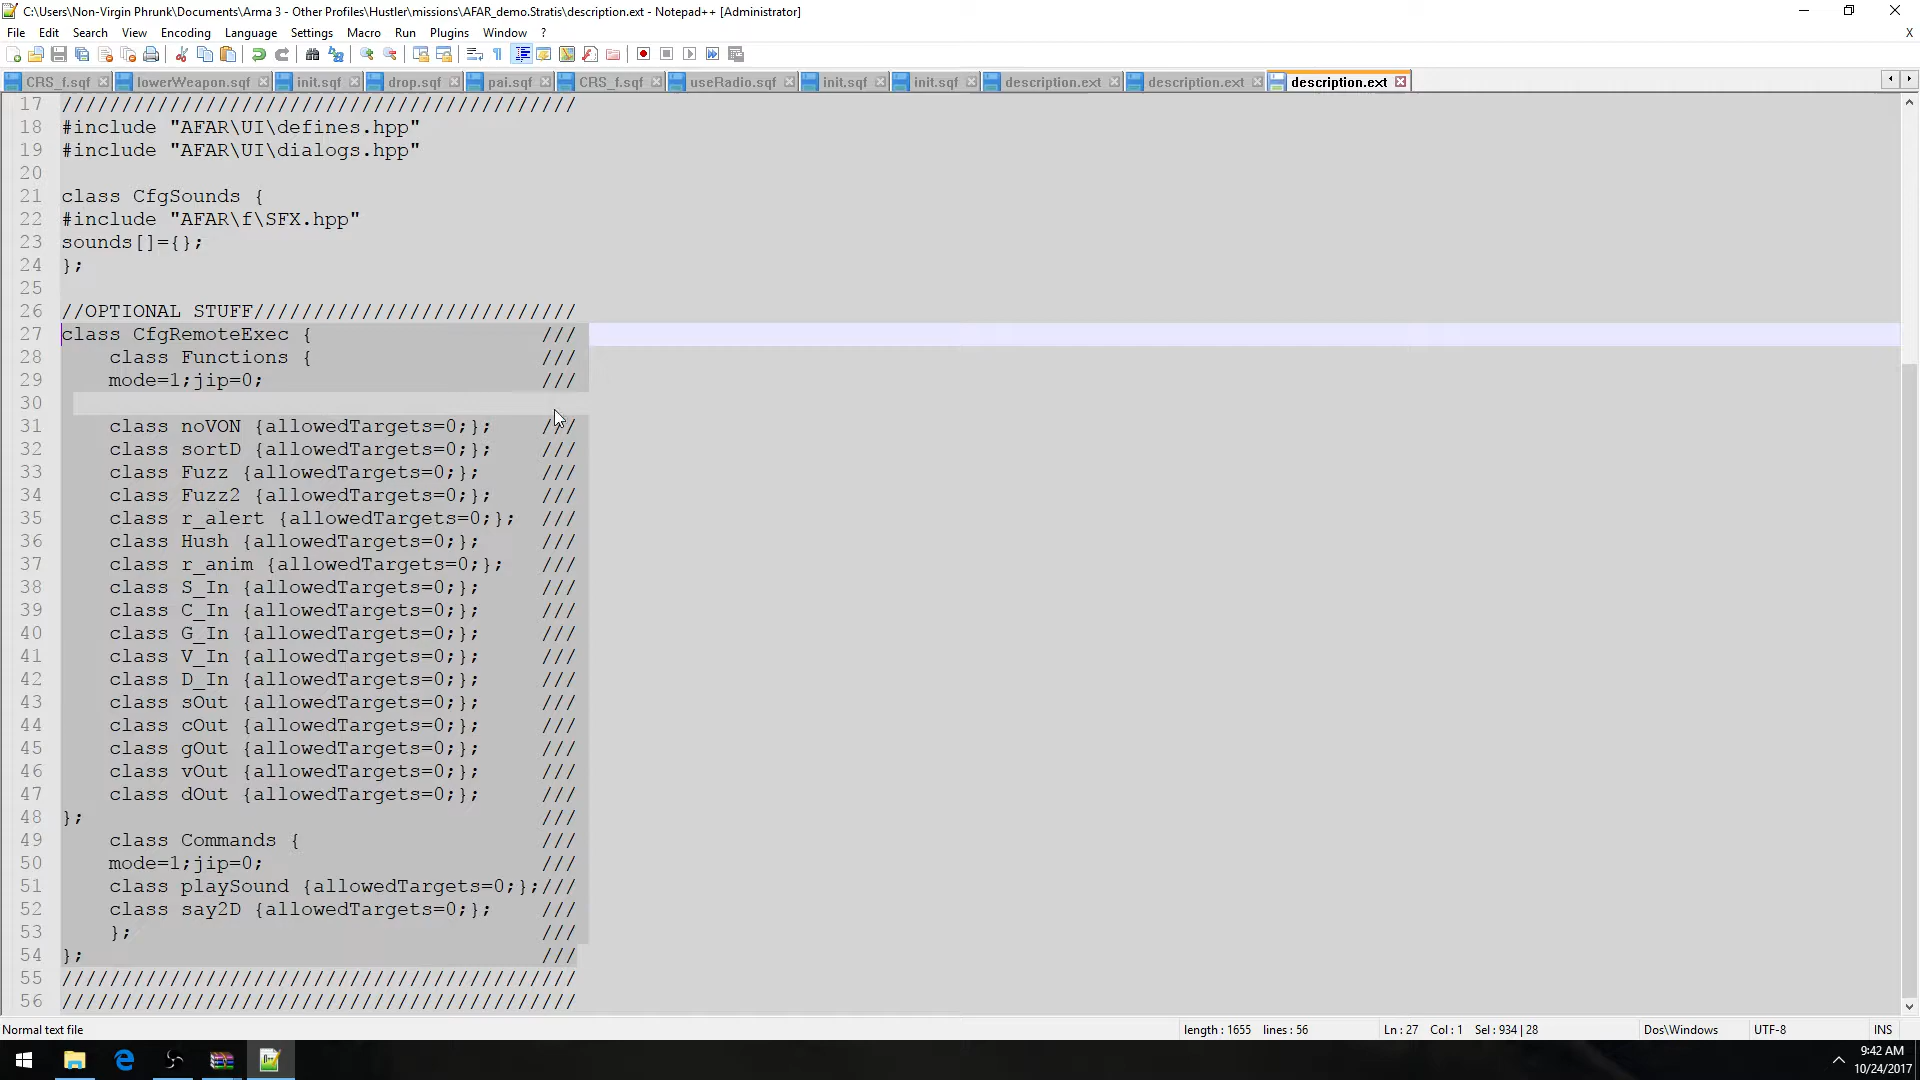 C:\Users\Non-Virgin Phrunk\Documents\Arma 3 - Other Profiles\Hustler\missions\AFAR_demo.Stratis\description.ext - Notepad++ [Administrator]
File Edit Search View Encoding Language Settings Macro Run Plugins Window ? X
CRS_f.sqf lowerWeapon.sqf init.sqf drop.sqf pai.sqf CRS_f.sqf useRadio.sqf init.sqf init.sqf description.ext description.ext description.ext
17 ///////////////////////////////////////////
18 #include "AFAR\UI\defines.hpp"
19 #include "AFAR\UI\dialogs.hpp"
20
21 class CfgSounds {
22 #include "AFAR\f\SFX.hpp"
23 sounds[]={};
24 };
25
26 //OPTIONAL STUFF///////////////////////////
27 class CfgRemoteExec { ///
28 class Functions { ///
29 mode=1;jip=0; ///
30
31 class noVON {allowedTargets=0;}; ///
32 class sortD {allowedTargets=0;}; ///
33 class Fuzz {allowedTargets=0;}; ///
34 class Fuzz2 {allowedTargets=0;}; ///
35 class r_alert {allowedTargets=0;}; ///
36 class Hush {allowedTargets=0;}; ///
37 class r_anim {allowedTargets=0;}; ///
38 class S_In {allowedTargets=0;}; ///
39 class C_In {allowedTargets=0;}; ///
40 class G_In {allowedTargets=0;}; ///
41 class V_In {allowedTargets=0;}; ///
42 class D_In {allowedTargets=0;}; ///
43 class sOut {allowedTargets=0;}; ///
44 class cOut {allowedTargets=0;}; ///
45 class gOut {allowedTargets=0;}; ///
46 class vOut {allowedTargets=0;}; ///
47 class dOut {allowedTargets=0;}; ///
48 }; ///
49 class Commands { ///
50 mode=1;jip=0; ///
51 class playSound {allowedTargets=0;};///
52 class say2D {allowedTargets=0;}; ///
53 }; ///
54 }; ///
55 ///////////////////////////////////////////
56 ///////////////////////////////////////////
Normal text file length : 1655 lines : 56 Ln : 27 Col : 1 Sel : 934 | 28 Dos\Windows UTF-8 INS
9:42 AM
10/24/2017